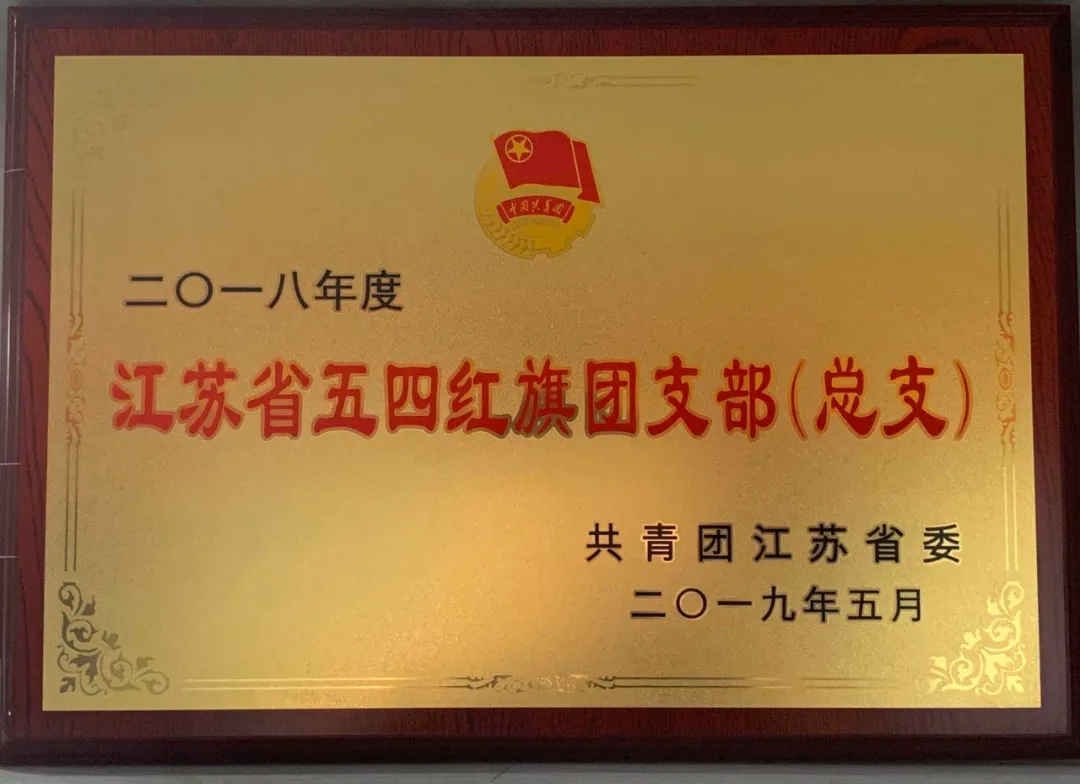 中国共青团
二〇一八年度
江苏省五四红旗团支部(总支)
共青团江苏省委
二〇一九年五月